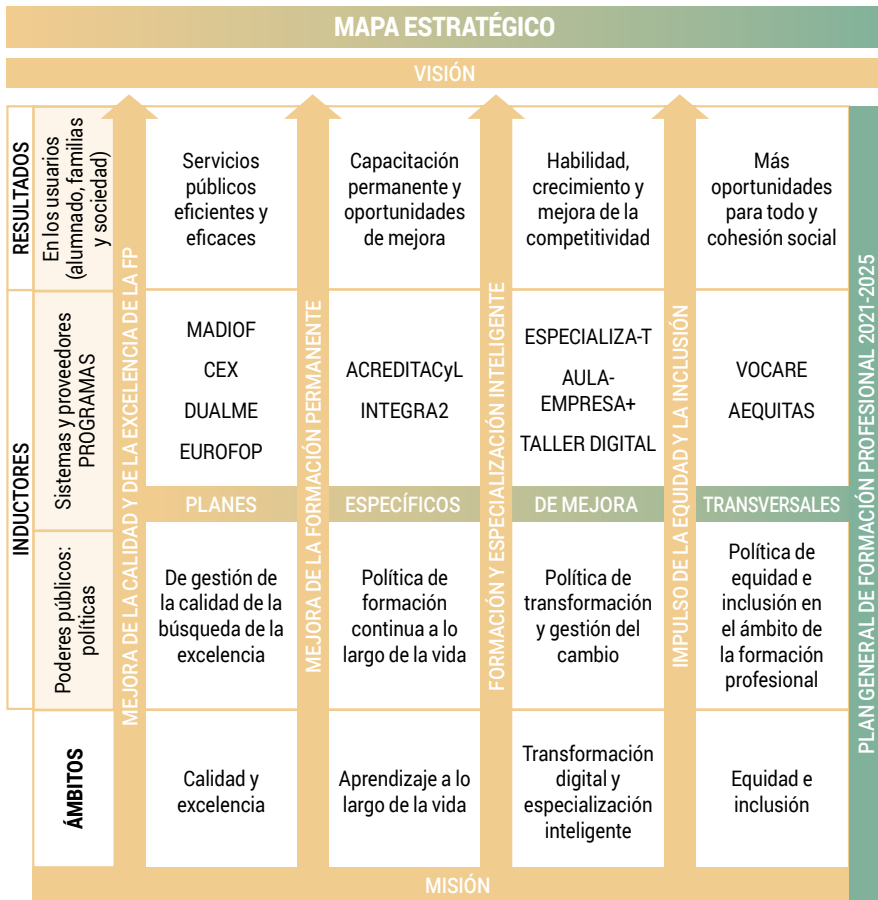 MAPA ESTRATÉGICO
VISIÓN
RESULTADOS
En los usuarios
(alumnado, familias
y sociedad)
MEJORA DE LA CALIDAD Y DE LA EXCELENCIA DE LA FP
Servicios
públicos
eficientes y
eficaces
MEJORA DE LA FORMACIÓN PERMANENTE
Capacitación
permanente y
oportunidades
de mejora
FORMACIÓN Y ESPECIALIZACIÓN INTELIGENTE
Habilidad,
crecimiento y
mejora de la
competitividad
IMPULSO DE LA EQUIDAD Y LA INCLUSIÓN
Más
oportunidades
para todo y
cohesión social
PLAN GENERAL DE FORMACIÓN PROFESIONAL 2021-2025
INDUCTORES
Sistemas y proveedores
PROGRAMAS
MADIOF
CEX
DUALME
EUROFOP
ACREDITACyL
INTEGRA2
ESPECIALIZA-T
AULA-
EMPRESA+
TALLER DIGITAL
VOCARE
AEQUITAS
PLANES
ESPECÍFICOS
DE MEJORA
TRANSVERSALES
Poderes públicos:
políticas
De gestión de
la calidad de la
búsqueda de la
excelencia
Política de
formación
continua a lo
largo de la vida
Política de
transformación
y gestión del
cambio
Política de
equidad e
inclusión en
el ámbito de
la formación
profesional
ÁMBITOS
Calidad y
excelencia
Aprendizaje a lo
largo de la vida
Transformación
digital y
especialización
inteligente
Equidad e
inclusión
MISIÓN